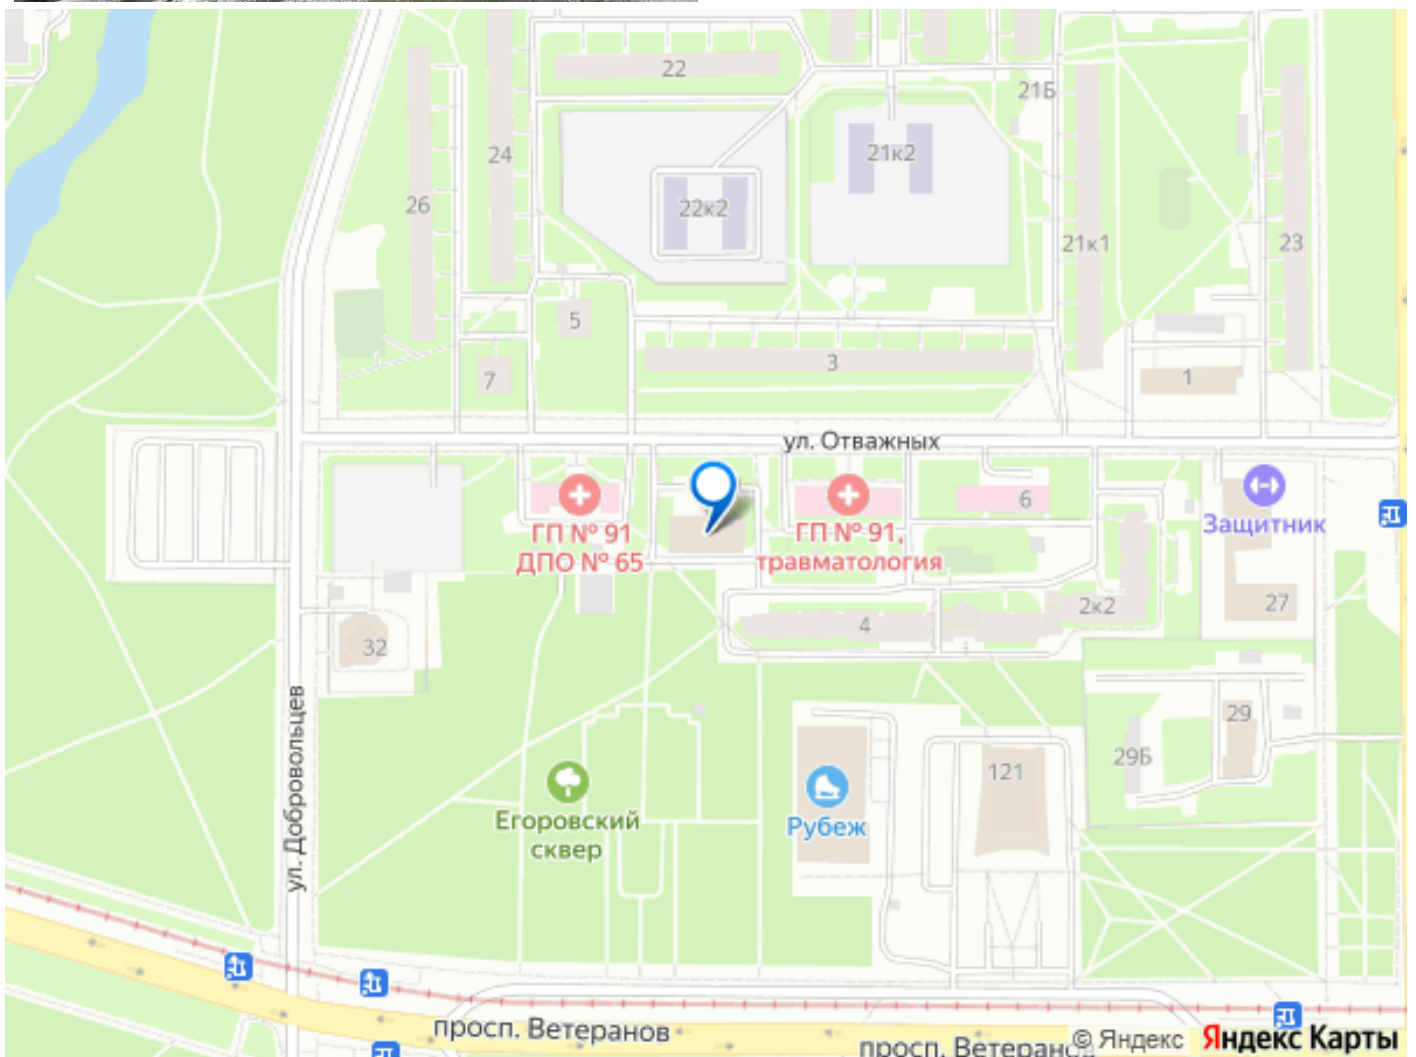 22
21Б
24
21к2
26
22к2
21к1
23
5
3
7
1
ул. Отважных
6
Защитник
ГП № 91
ДПО № 65
ГП № 91,
травматология
2к2
27
4
32
29
ул. Добровольцев
29Б
121
Егоровский
сквер
Рубеж
просп. Ветеранов
просп. Ветеранов
© Яндекс Яндекс Карты